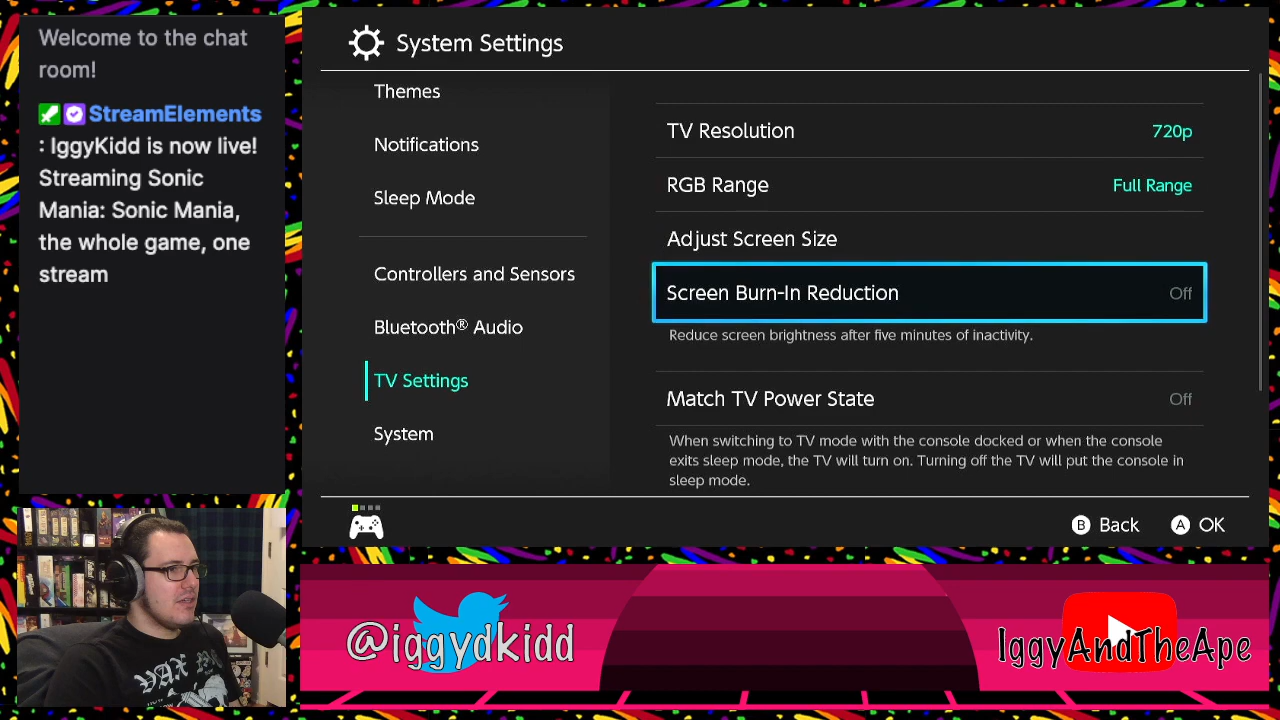 Welcome to the chat
room!
StreamElements
: IggyKidd is now live!
Streaming Sonic
Mania: Sonic Mania,
the whole game, one
stream
System Settings
Themes
Notifications
Sleep Mode
Controllers and Sensors
Bluetooth® Audio
TV Settings
System
TV Resolution 720p
RGB Range Full Range
Adjust Screen Size
Screen Burn-In Reduction Off
Reduce screen brightness after five minutes of inactivity.
Match TV Power State Off
When switching to TV mode with the console docked or when the console
exits sleep mode, the TV will turn on. Turning off the TV will put the console in
sleep mode.
B Back A OK
@iggydkidd
IggyAndTheApe